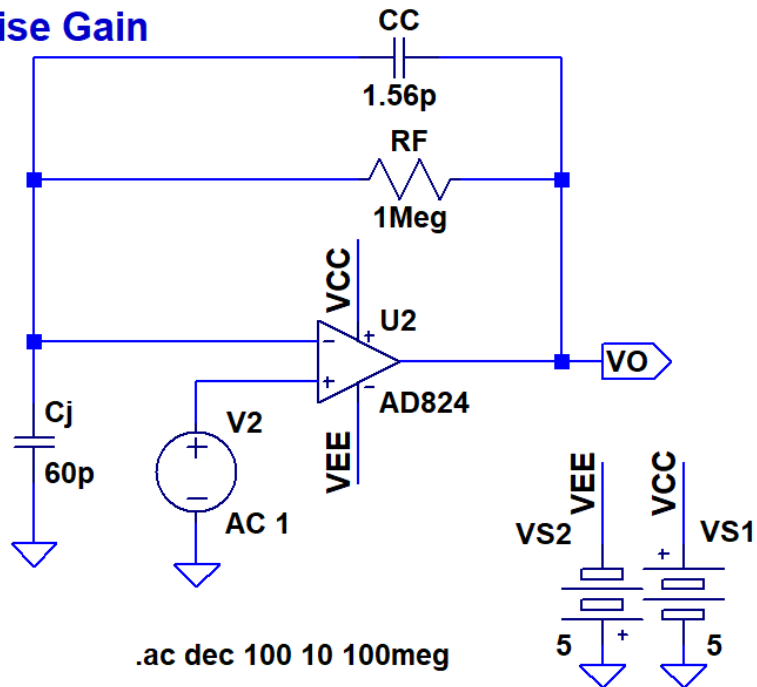 ise Gain
CC
1.56p
RF
1Meg
VCC
+
U2
-
+
-
AD824
VEE
VO
Cj
60p
V2
+
-
AC 1
VEE
VCC
VS2
VS1
+
+
5
5
.ac dec 100 10 100meg